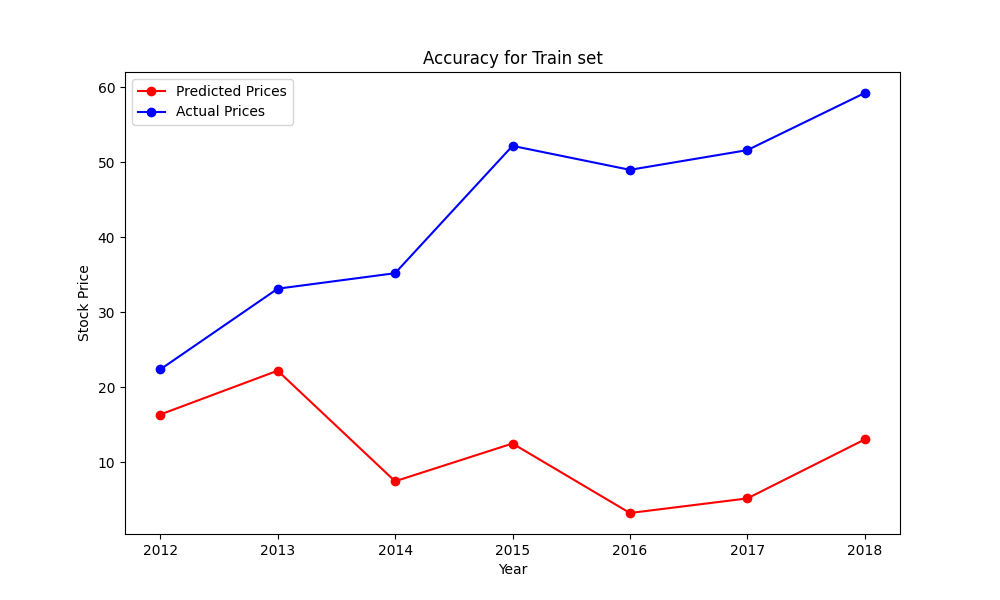 Accuracy for Train set
Predicted Prices
Actual Prices
60
50
40
30
20
10
Stock Price
2012 2013 2014 2015 2016 2017 2018
Year